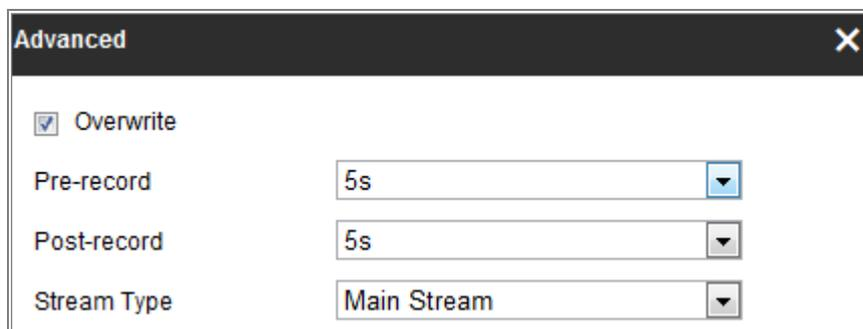 Advanced
Overwrite
Pre-record 5s
Post-record 5s
Stream Type Main Stream